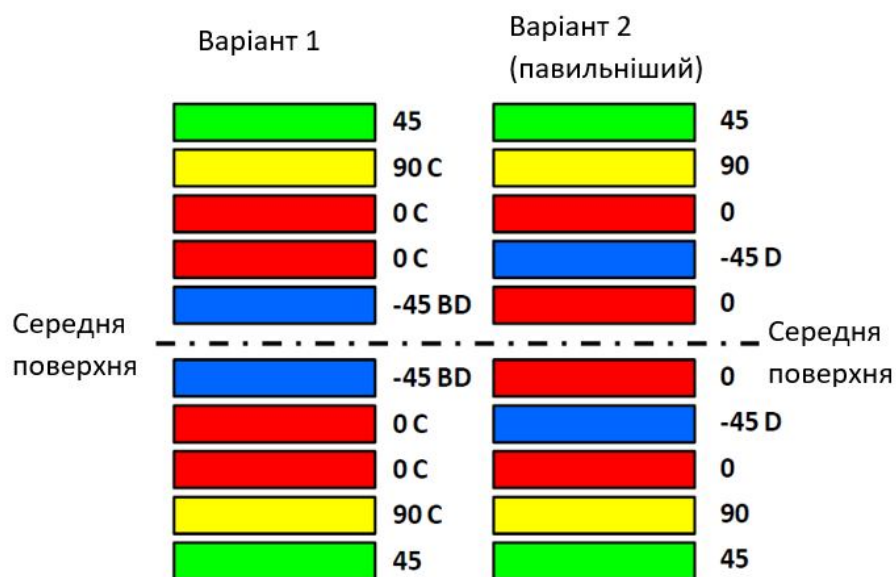 Варіант 1
Варіант 2
(павильніший)
45
45
90 C
90
0 C
0
0 C
-45 D
-45 BD
0
Середня
поверхня
Середня
поверхня
-45 BD
0
0 C
-45 D
0 C
0
90 C
90
45
45